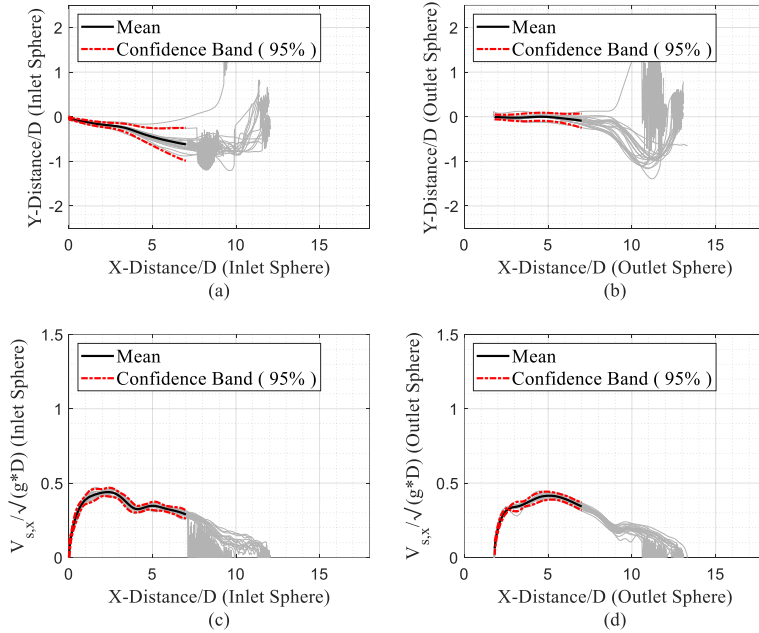 2
1
0
-1
-2
Mean
Confidence Band ( 95% )
Y-Distance/D (Inlet Sphere)
0
5
10
15
X-Distance/D (Inlet Sphere)
(a)
2
1
0
-1
-2
Mean
Confidence Band ( 95% )
Y-Distance/D (Outlet Sphere)
0
5
10
15
X-Distance/D (Outlet Sphere)
(b)
1.5
1
0.5
0
Mean
Confidence Band ( 95% )
V_{s,x}/√(g*D) (Inlet Sphere)
0
5
10
15
X-Distance/D (Inlet Sphere)
(c)
1.5
1
0.5
0
Mean
Confidence Band ( 95% )
V_{s,x}/√(g*D) (Outlet Sphere)
0
5
10
15
X-Distance/D (Outlet Sphere)
(d)